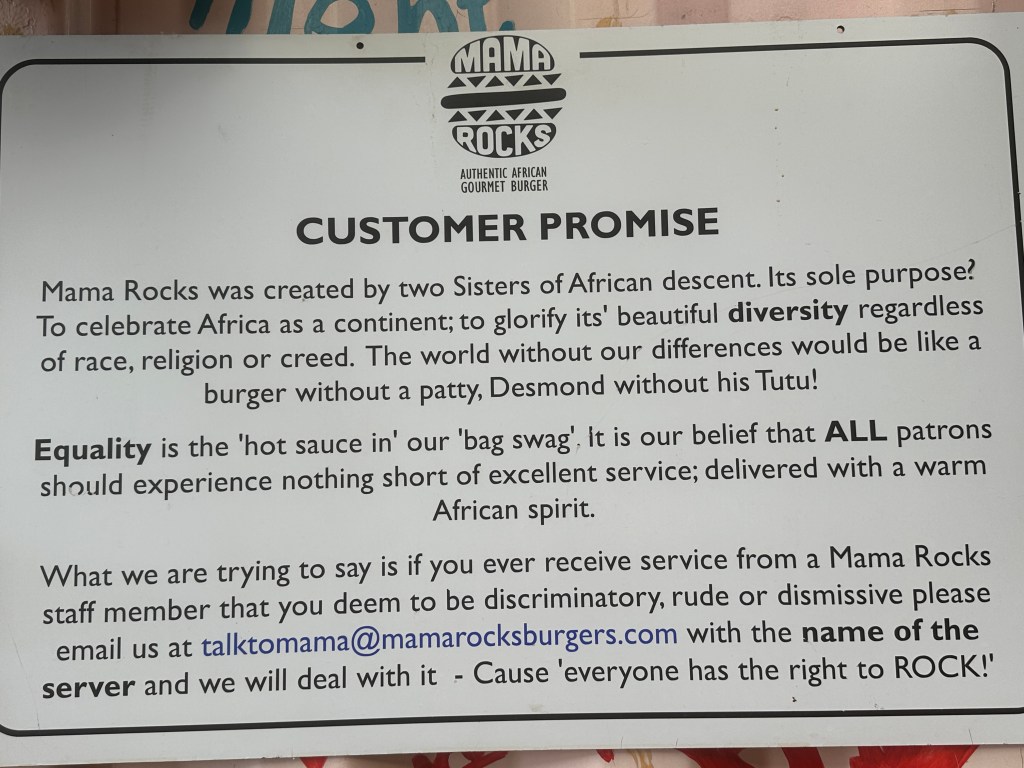 MAMA
ROCKS
AUTHENTIC AFRICAN
GOURMET BURGER
CUSTOMER PROMISE
Mama Rocks was created by two Sisters of African descent. Its sole purpose?
To celebrate Africa as a continent; to glorify its' beautiful diversity regardless
of race, religion or creed. The world without our differences would be like a
burger without a patty, Desmond without his Tutu!
Equality is the 'hot sauce in' our 'bag swag'. It is our belief that ALL patrons
should experience nothing short of excellent service; delivered with a warm
African spirit.
What we are trying to say is if you ever receive service from a Mama Rocks
staff member that you deem to be discriminatory, rude or dismissive please
email us at talktomama@mamarocksburgers.com with the name of the
server and we will deal with it - Cause 'everyone has the right to ROCK!'